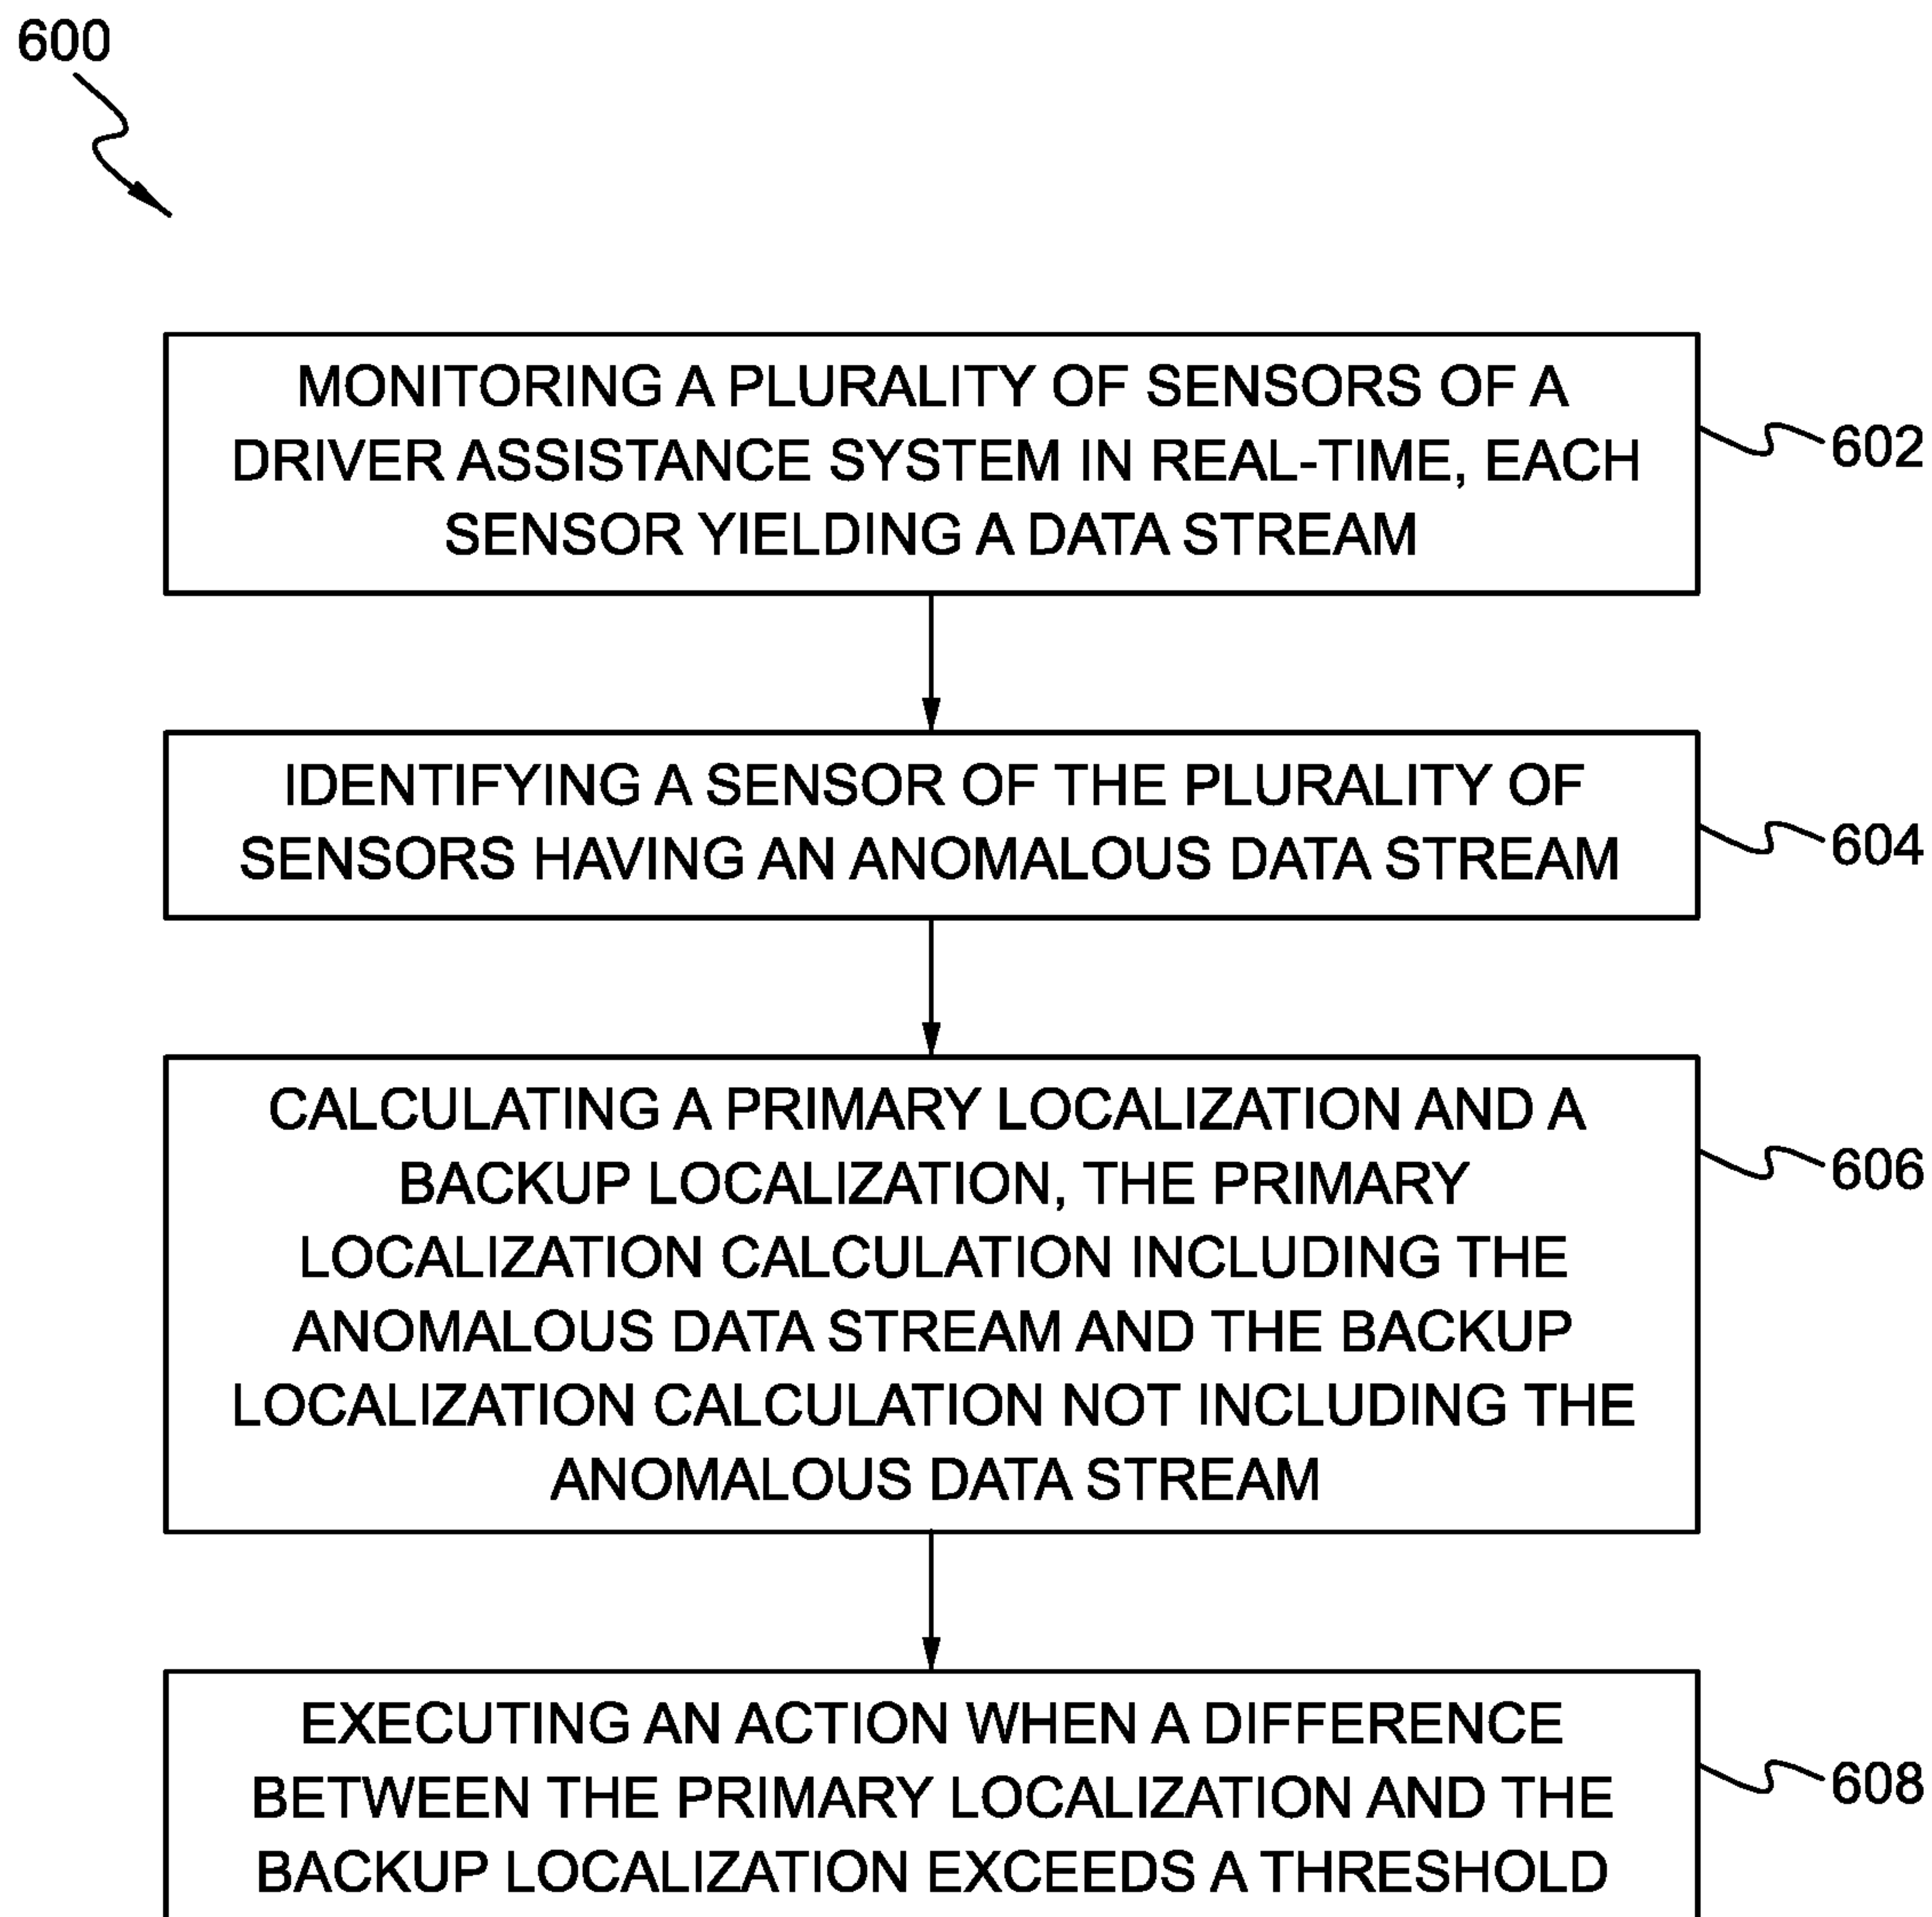 600
MONITORING A PLURALITY OF SENSORS OF A
DRIVER ASSISTANCE SYSTEM IN REAL-TIME, EACH
SENSOR YIELDING A DATA STREAM
602
IDENTIFYING A SENSOR OF THE PLURALITY OF
SENSORS HAVING AN ANOMALOUS DATA STREAM
604
CALCULATING A PRIMARY LOCALIZATION AND A
BACKUP LOCALIZATION, THE PRIMARY
LOCALIZATION CALCULATION INCLUDING THE
ANOMALOUS DATA STREAM AND THE BACKUP
LOCALIZATION CALCULATION NOT INCLUDING THE
ANOMALOUS DATA STREAM
606
EXECUTING AN ACTION WHEN A DIFFERENCE
BETWEEN THE PRIMARY LOCALIZATION AND THE
BACKUP LOCALIZATION EXCEEDS A THRESHOLD
608